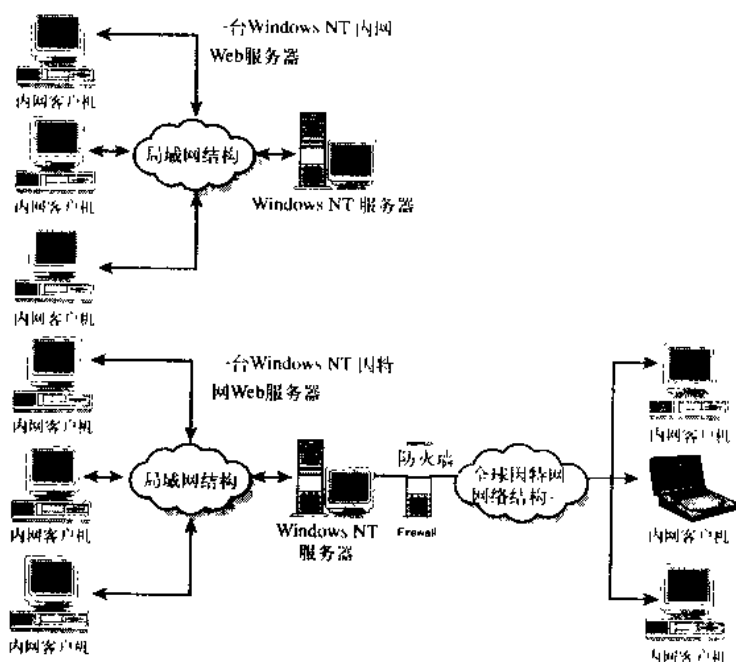 一台Windows NT 内网
Web服务器
内网客户机
内网客户机
局域网结构
Windows NT 服务器
内网客户机
一台Windows NT 因特
网Web服务器
内网客户机
内网客户机
局域网结构
Windows NT
服务器
防火墙
Firewall
全球因特网
网络结构
内网客户机
内网客户机
内网客户机
内网客户机